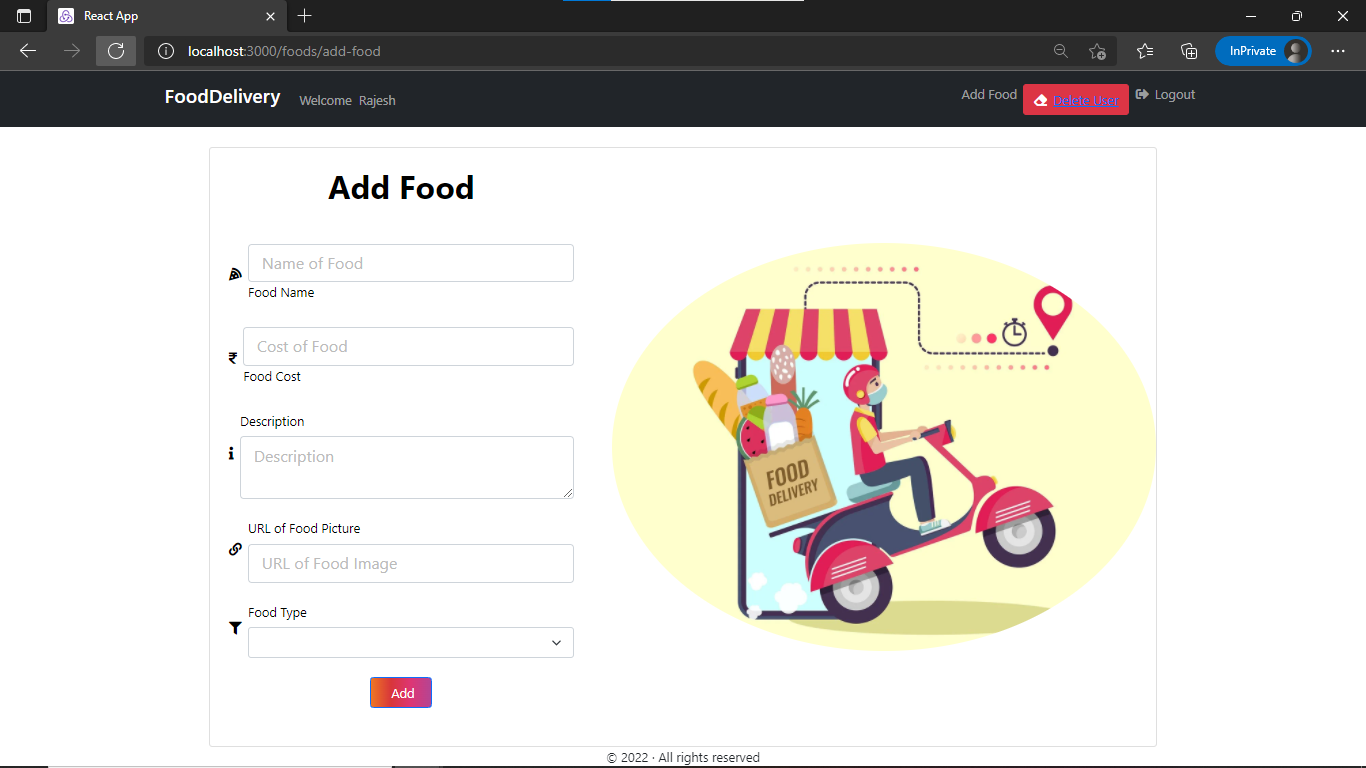 React App
localhost:3000/foods/add-food
InPrivate
FoodDelivery Welcome Rajesh Add Food Delete User Logout
Add Food
Name of Food
Food Name
₹ Cost of Food
Food Cost
Description
Description
URL of Food Picture
URL of Food Image
Food Type
Add
FOOD
DELIVERY
© 2022 · All rights reserved